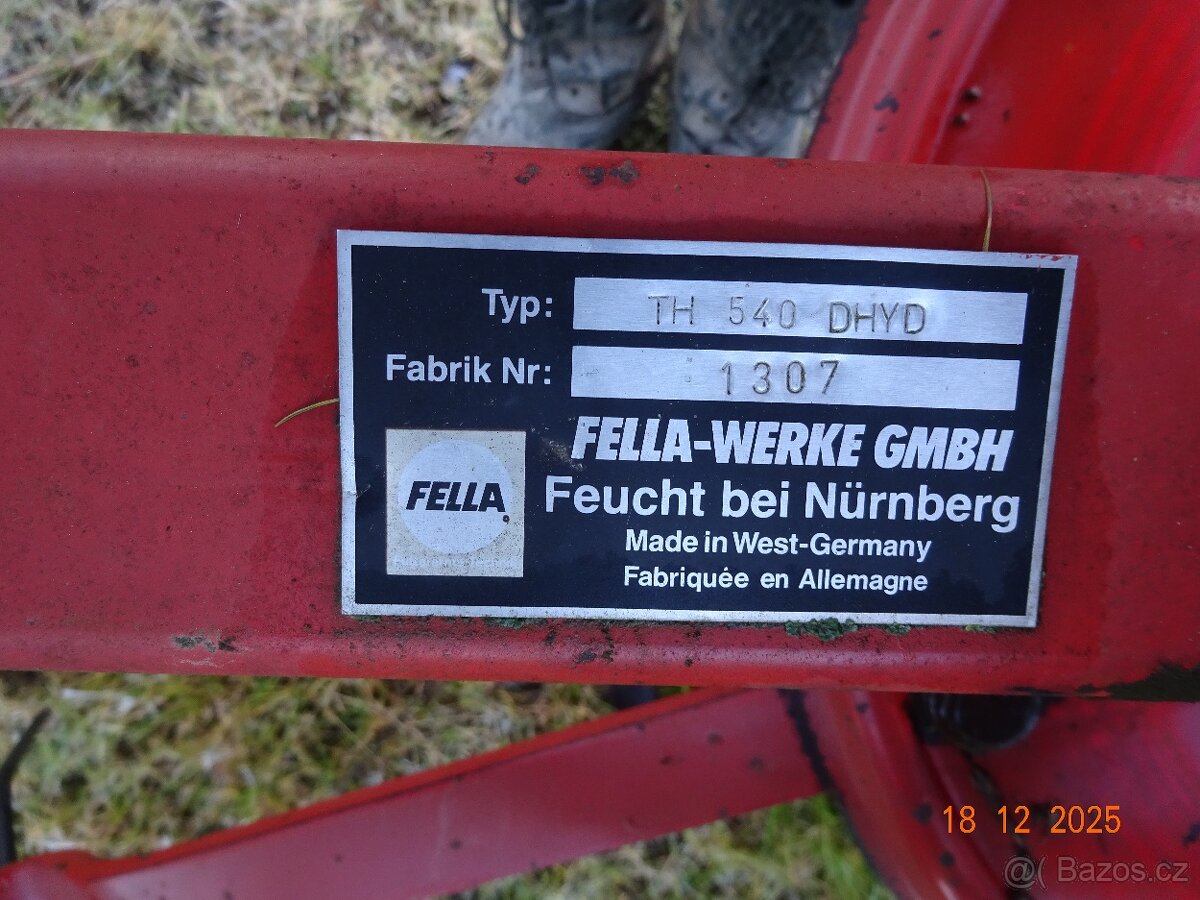 Typ: TH 540 DHYD
Fabrik Nr: 1307
FELLA-WERKE GMBH
FELLA
Feucht bei Nürnberg
Made in West-Germany
Fabriquée en Allemagne
18 12 2025
@( Bazos.cz